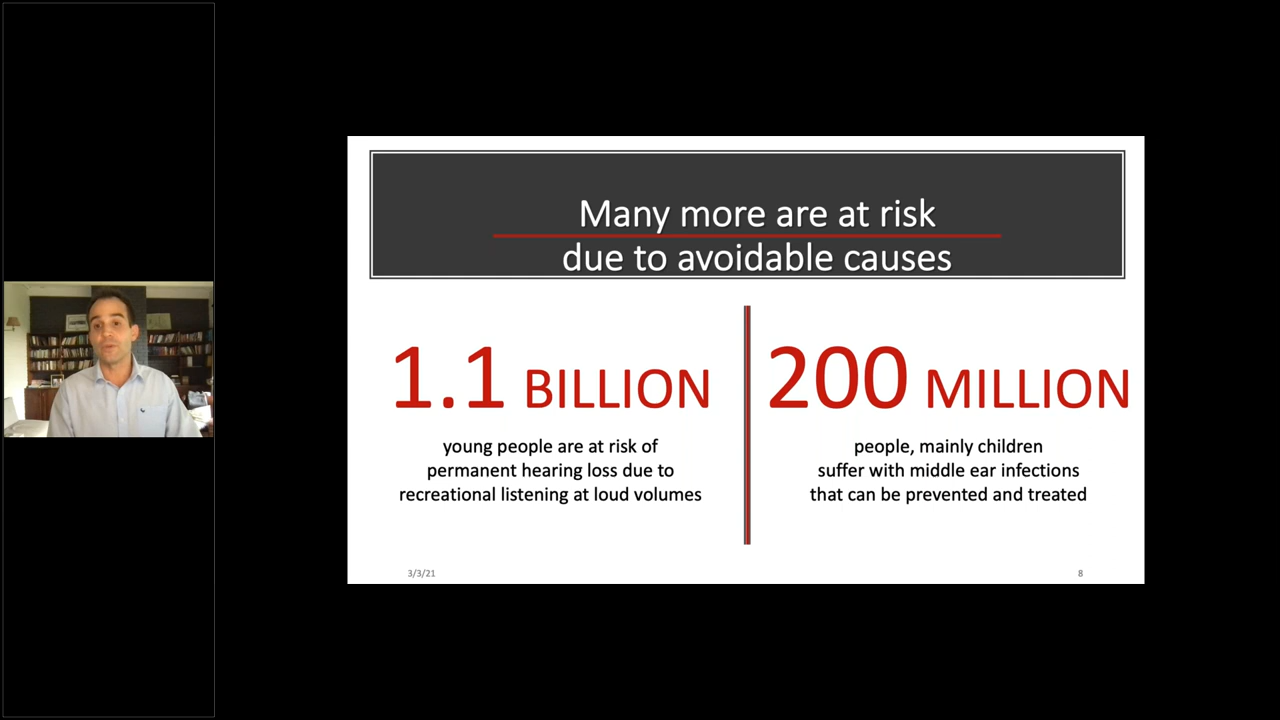 Many more are at risk
due to avoidable causes
1.1 BILLION
young people are at risk of
permanent hearing loss due to
recreational listening at loud volumes
200 MILLION
people, mainly children
suffer with middle ear infections
that can be prevented and treated
3/3/21
8